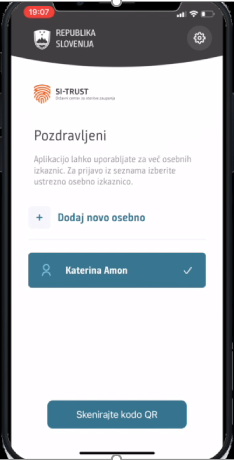 19:07
REPUBLIKA
SLOVENIJA
SI-TRUST
Državni center za storitve zaupanja
Pozdravljeni
Aplikacijo lahko uporabljate za več osebnih
izkaznic. Za prijavo iz seznama izberite
ustrezno osebno izkaznico.
+ Dodaj novo osebno
Katerina Amon
Skenirajte kodo QR